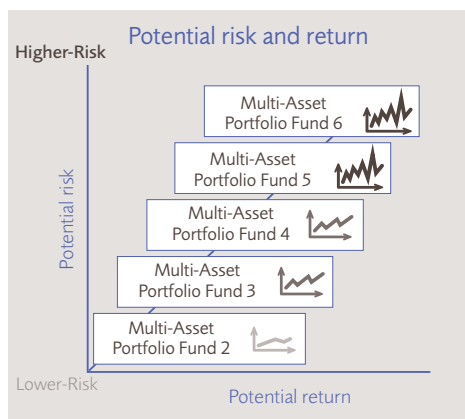 Potential risk and return
Higher-Risk
Multi-Asset
Portfolio Fund 6
Multi-Asset
Portfolio Fund 5
Potential risk
Multi-Asset
Portfolio Fund 4
Multi-Asset
Portfolio Fund 3
Multi-Asset
Portfolio Fund 2
Lower-Risk
Potential return